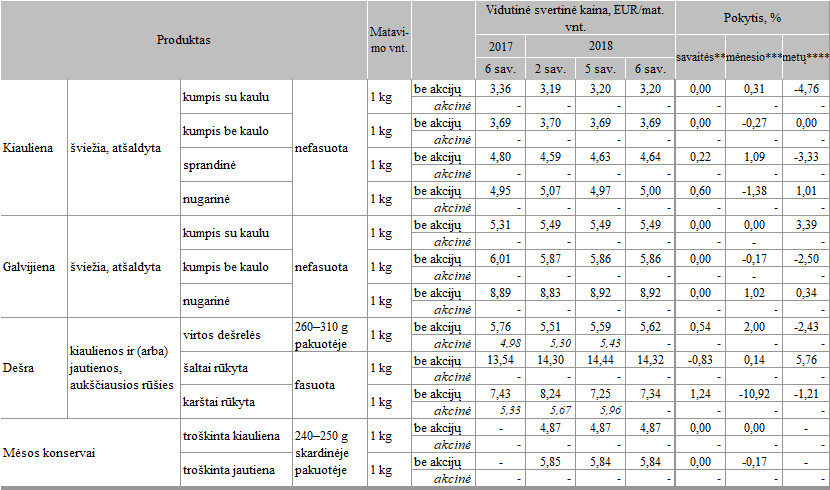 Produktas Matavi-mo vnt. Vidutinė svertinė kaina, EUR/mat. vnt. Pokytis, %
2017 2018 savaitės** mėnesio*** metų****
6 sav. 2 sav. 5 sav. 6 sav.
Kiauliena šviežia, atšaldyta kumpis su kaulu nefasuota 1 kg be akcijų 3,36 3,19 3,20 3,20 0,00 0,31 -4,76
akcinė - - - - - - -
kumpis be kaulo 1 kg be akcijų 3,69 3,70 3,69 3,69 0,00 -0,27 0,00
akcinė - - - - - - -
sprandinė 1 kg be akcijų 4,80 4,59 4,63 4,64 0,22 1,09 -3,33
akcinė - - - - - - -
nugarinė 1 kg be akcijų 4,95 5,07 4,97 5,00 0,60 -1,38 1,01
akcinė - - - - - - -
Galvijiena šviežia, atšaldyta kumpis su kaulu nefasuota 1 kg be akcijų 5,31 5,49 5,49 5,49 0,00 0,00 3,39
akcinė - - - - - - -
kumpis be kaulo 1 kg be akcijų 6,01 5,87 5,86 5,86 0,00 -0,17 -2,50
akcinė - - - - - - -
nugarinė 1 kg be akcijų 8,89 8,83 8,92 8,92 0,00 1,02 0,34
akcinė - - - - - - -
Dešra kiaulienos ir (arba) jautienos, aukščiausios rūšies virtos dešrelės 260–310 g pakuotėje 1 kg be akcijų 5,76 5,51 5,59 5,62 0,54 2,00 -2,43
akcinė 4,98 5,30 5,43 - - - -
šaltai rūkyta fasuota 1 kg be akcijų 13,54 14,30 14,44 14,32 -0,83 0,14 5,76
akcinė - - - - - - -
karštai rūkyta 1 kg be akcijų 7,43 8,24 7,25 7,34 1,24 -10,92 -1,21
akcinė 5,33 5,67 5,96 - - - -
Mėsos konservai troškinta kiauliena 240–250 g skardinėje pakuotėje 1 kg be akcijų - 4,87 4,87 4,87 0,00 0,00 -
akcinė - - - - - - -
troškinta jautiena 1 kg be akcijų - 5,85 5,84 5,84 0,00 -0,17 -
akcinė - - - - - - -